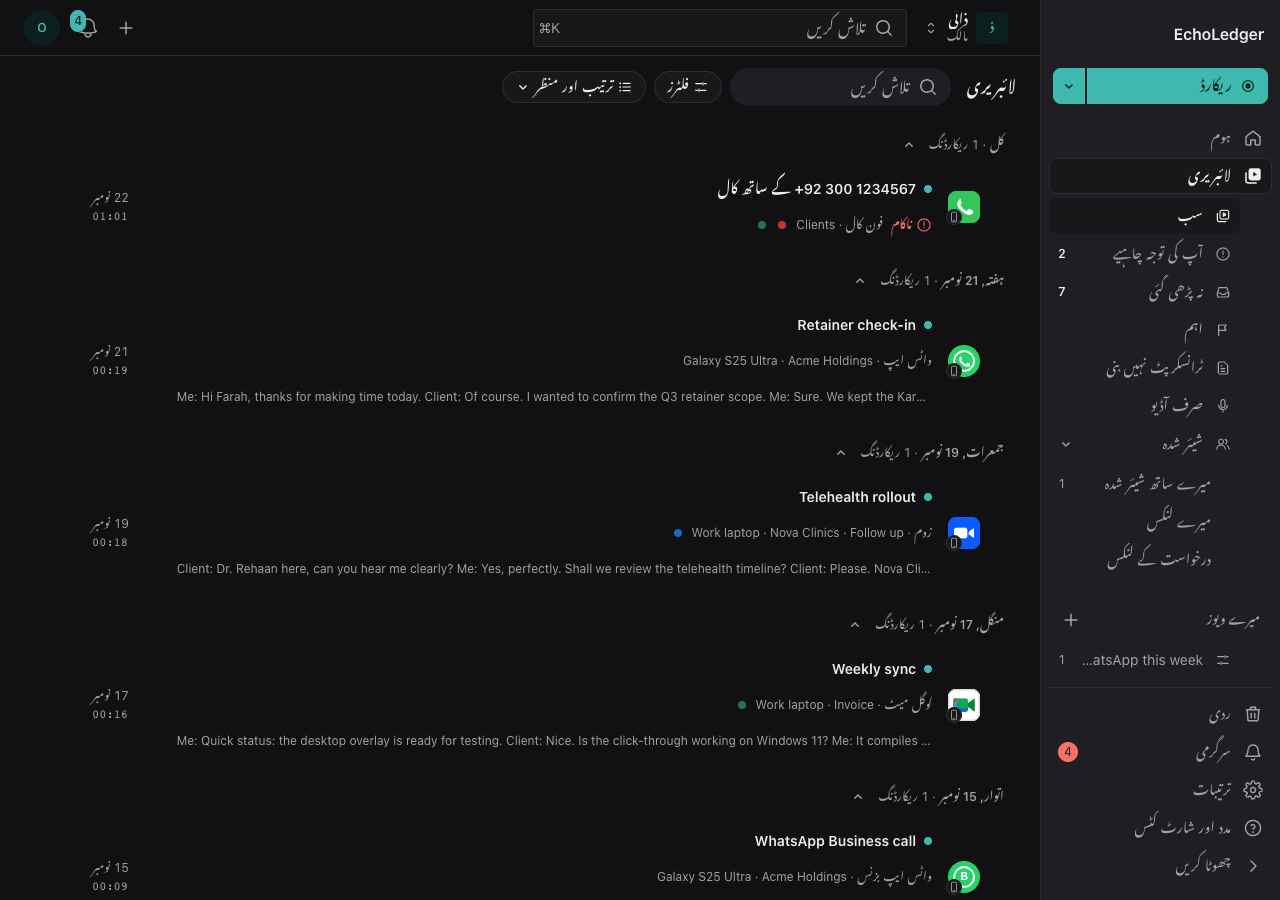 EchoLedger
ریکارڈ
ہوم
لائبریری
سب
آپ کی توجہ چاہیے 2
نہ پڑھی گئی 7
اہم
ٹرانسکرپٹ نہیں بنی
صرف آڈیو
شیئر شدہ
میرے ساتھ شیئر شدہ 1
میرے لنکس
درخواست کے لنکس
میرے ویوز
...atsApp this week 1
ردی
سرگرمی 4
ترتیبات
مدد اور شارٹ کٹس
چھوٹا کریں
ذ
ذاتی
مالک
تلاش کریں ⌘K
4
O
لائبریری
تلاش کریں
فلٹرز
ترتیب اور منظر
کل · 1 ریکارڈنگ
+92 300 1234567 کے ساتھ کال
ناکام فون کال · Clients
22 نومبر
01:01
ہفتہ, 21 نومبر · 1 ریکارڈنگ
Retainer check-in
واٹس ایپ · Galaxy S25 Ultra · Acme Holdings
Me: Hi Farah, thanks for making time today. Client: Of course. I wanted to confirm the Q3 retainer scope. Me: Sure. We kept the Kar...
21 نومبر
00:19
جمعرات, 19 نومبر · 1 ریکارڈنگ
Telehealth rollout
زوم · Work laptop · Nova Clinics · Follow up
Client: Dr. Rehaan here, can you hear me clearly? Me: Yes, perfectly. Shall we review the telehealth timeline? Client: Please. Nova Cli...
19 نومبر
00:18
منگل, 17 نومبر · 1 ریکارڈنگ
Weekly sync
گوگل میٹ · Work laptop · Invoice
Me: Quick status: the desktop overlay is ready for testing. Client: Nice. Is the click-through working on Windows 11? Me: It compiles ...
17 نومبر
00:16
اتوار, 15 نومبر · 1 ریکارڈنگ
WhatsApp Business call
واٹس ایپ بزنس · Galaxy S25 Ultra · Acme Holdings
15 نومبر
00:09